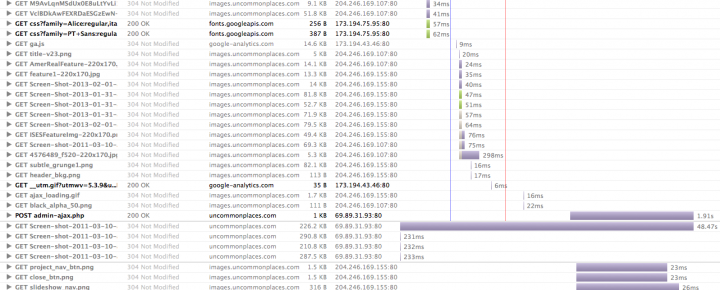 GET M9AvLqnM5dUx0E8uLtYvLi 304 Not Modified images.uncommonplaces.com 9.1 KB 204.246.169.107:80 34ms
304 Not Modified images.uncommonplaces.com 51.8 KB 204.246.169.107:80 41ms
GET css?family=Aliceregular,ita 200 OK fonts.googleapis.com 256 B 173.194.75.95:80 57ms
GET css?family=PT+Sans:regula 200 OK fonts.googleapis.com 387 B 173.194.75.95:80 62ms
GET ga.js 304 Not Modified google-analytics.com 14.6 KB 173.194.43.46:80 9ms
GET title-v23.png 304 Not Modified images.uncommonplaces.com 5 KB 204.246.169.107:80 20ms
GET AmerRealFeature-220x170. 304 Not Modified images.uncommonplaces.com 14.1 KB 204.246.169.107:80 24ms
GET feature1-220x170.jpg 304 Not Modified images.uncommonplaces.com 13.3 KB 204.246.169.155:80 35ms
GET Screen-Shot-2013-02-01- 304 Not Modified images.uncommonplaces.com 14 KB 204.246.169.155:80 40ms
GET Screen-Shot-2013-01-31- 304 Not Modified images.uncommonplaces.com 81.8 KB 204.246.169.155:80 47ms
GET Screen-Shot-2013-01-31- 304 Not Modified images.uncommonplaces.com 52.7 KB 204.246.169.155:80 51ms
GET Screen-Shot-2013-01-31- 304 Not Modified images.uncommonplaces.com 71.9 KB 204.246.169.155:80 57ms
GET Screen-Shot-2013-02-01- 304 Not Modified images.uncommonplaces.com 79.5 KB 204.246.169.155:80 64ms
GET ISESFeatureImg-220x170.p 304 Not Modified images.uncommonplaces.com 49.4 KB 204.246.169.107:80 76ms
GET screen-shot-2011-03-10- 304 Not Modified images.uncommonplaces.com 69.3 KB 204.246.169.107:80 75ms
GET 4576489_f520-220x170.jp 304 Not Modified images.uncommonplaces.com 5.3 KB 204.246.169.107:80 298ms
GET subtle_grunge1.png 304 Not Modified images.uncommonplaces.com 82.1 KB 204.246.169.155:80 16ms
GET header_bkg.png 304 Not Modified images.uncommonplaces.com 113 B 204.246.169.155:80 17ms
GET __utm.gif?utmwv=5.3.9&u... 200 OK google-analytics.com 35 B 173.194.43.46:80 6ms
GET ajax_loading.gif 304 Not Modified images.uncommonplaces.com 1.7 KB 204.246.169.155:80 16ms
GET black_alpha_50.png 304 Not Modified images.uncommonplaces.com 111 B 204.246.169.107:80 22ms
POST admin-ajax.php 200 OK uncommonplaces.com 1 KB 69.89.31.93:80 1.91s
GET Screen-shot-2011-03-10- 304 Not Modified uncommonplaces.com 226.2 KB 69.89.31.93:80 48.47s
GET Screen-shot-2011-03-10- 304 Not Modified uncommonplaces.com 290.8 KB 69.89.31.93:80 231ms
GET Screen-shot-2011-03-10- 304 Not Modified uncommonplaces.com 210.8 KB 69.89.31.93:80 232ms
GET Screen-shot-2011-03-10- 304 Not Modified uncommonplaces.com 287.5 KB 69.89.31.93:80 233ms
GET project_nav_btn.png 304 Not Modified images.uncommonplaces.com 1.5 KB 204.246.169.155:80 23ms
GET close_btn.png 304 Not Modified images.uncommonplaces.com 1.5 KB 204.246.169.155:80 23ms
GET slideshow_nav.png 304 Not Modified images.uncommonplaces.com 316 B 204.246.169.155:80 26ms